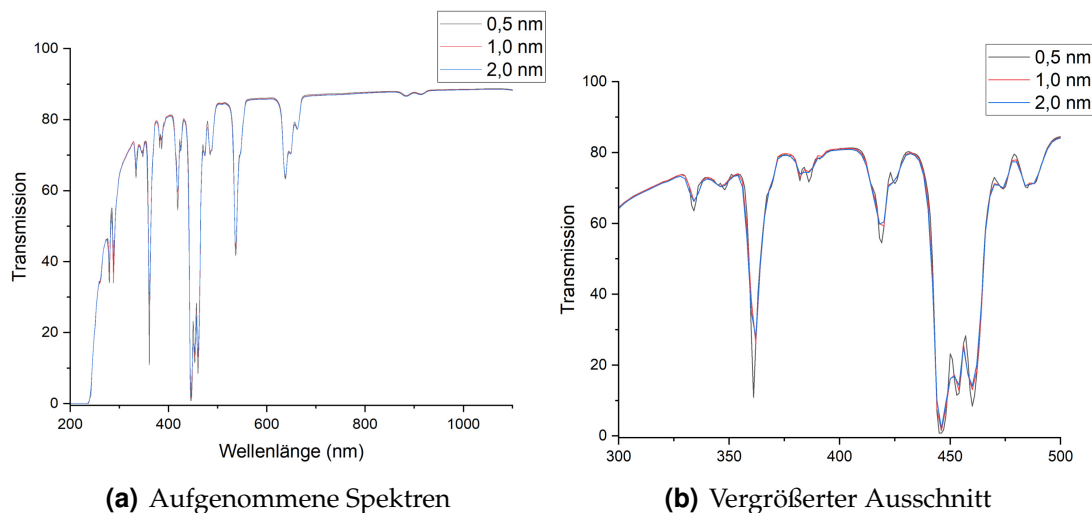 0,5 nm
1,0 nm
2,0 nm
100
80
60
40
20
0
Transmission
200
400
600
800
1000
Wellenlänge (nm)
(a) Aufgenommene Spektren
0,5 nm
1,0 nm
2,0 nm
100
80
60
40
20
0
Transmission
300
350
400
450
500
(b) Vergrößerter Ausschnitt